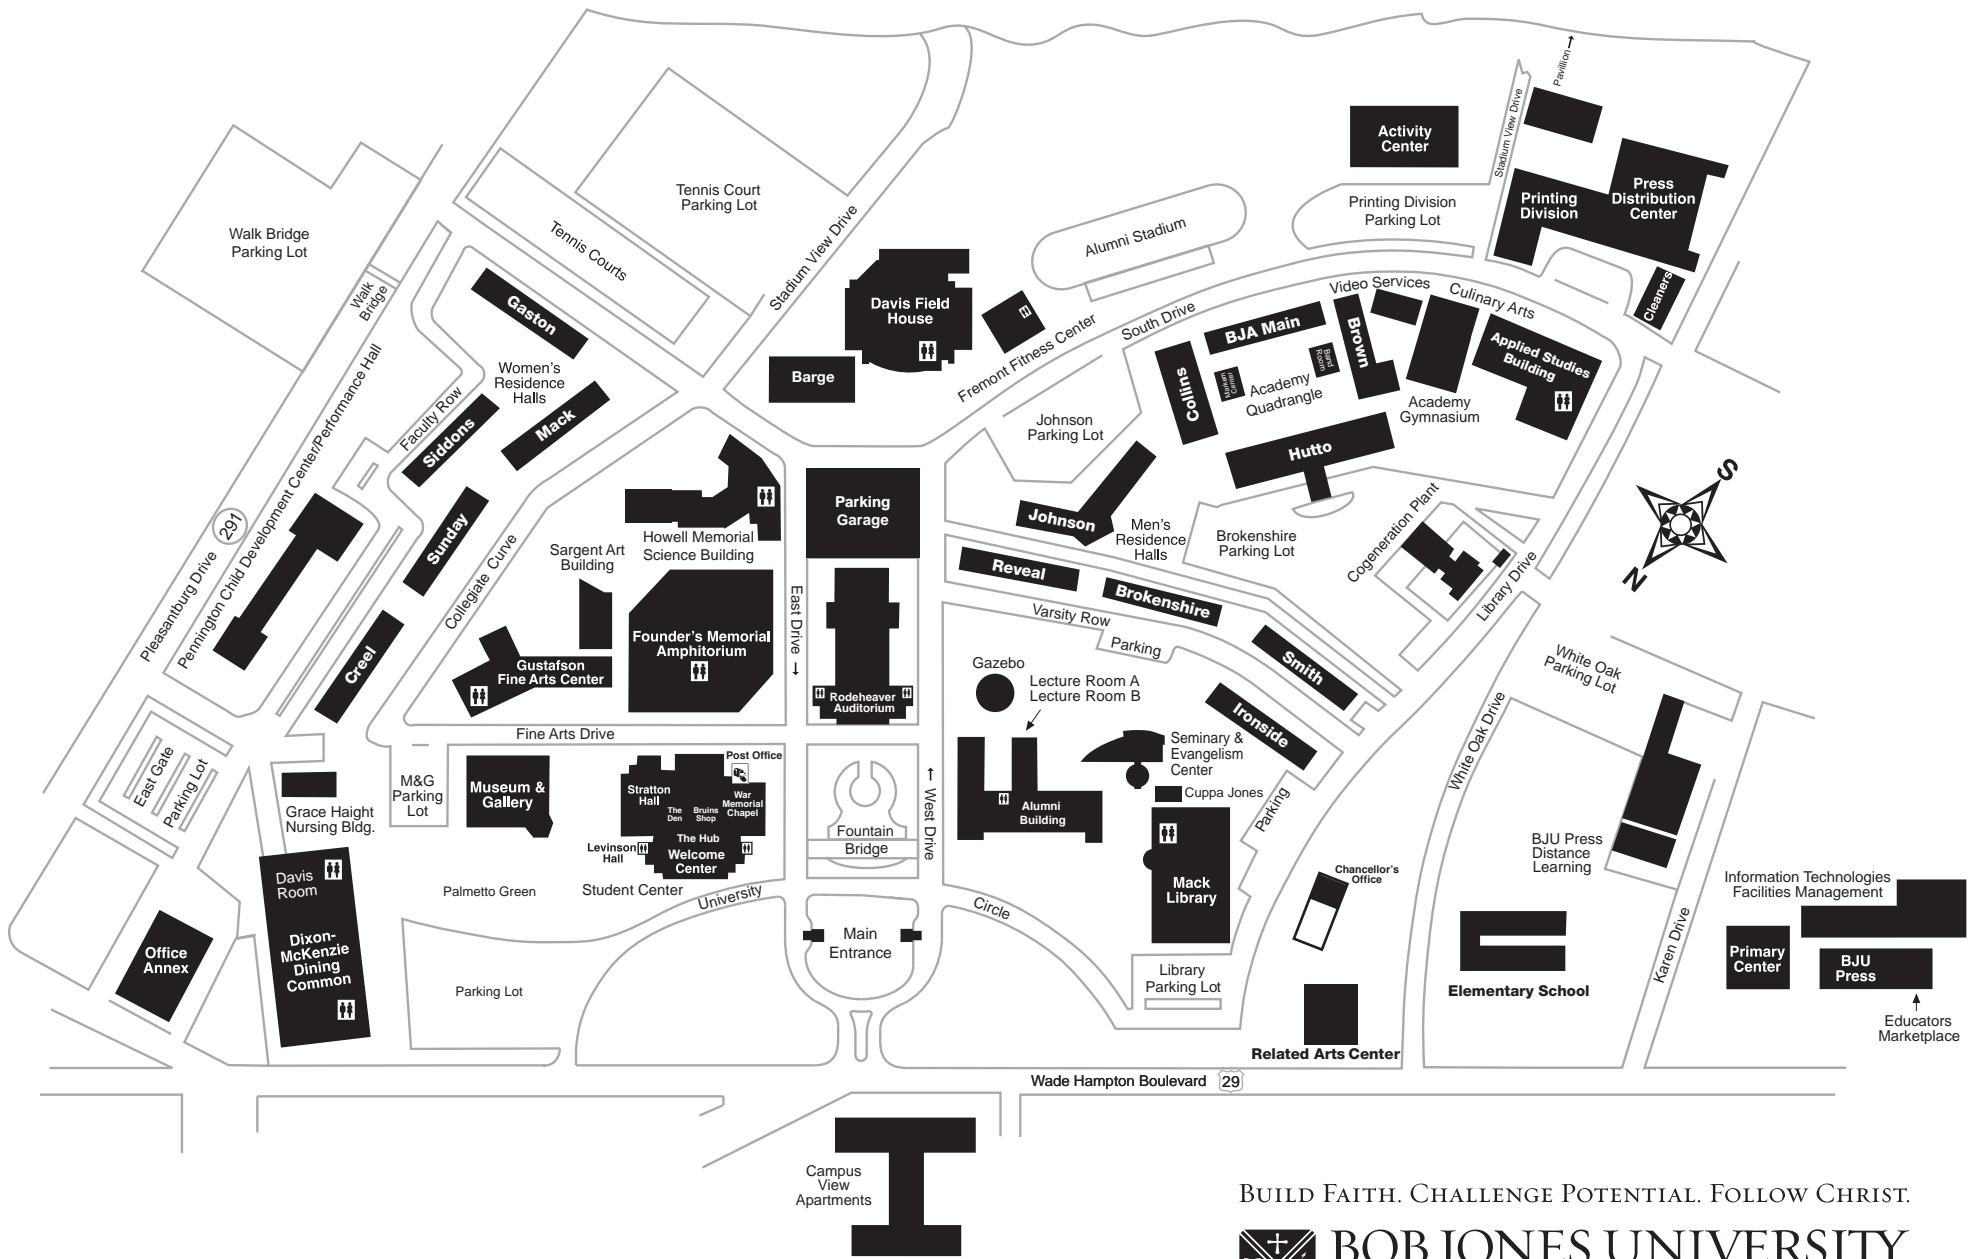 Pavillion
Stadium View Drive
Activity
Center
Printing Division
Parking Lot
Printing
Division
Press
Distribution
Center
Cleaners
Tennis Court
Parking Lot
Tennis Courts
Stadium View Drive
Walk Bridge
Parking Lot
Walk
Bridge
Alumni Stadium
Davis Field
House
Barge
Fremont Fitness Center
South Drive
Video Services
Culinary Arts
BJA Main
Brown
Collins
Band
Room
Academy
Quadrangle
Academy
Gymnasium
Applied Studies
Building
Hutto
Gaston
Women's
Residence
Halls
Mack
Siddons
Faculty Row
Sunday
Creel
Collegiate Curve
Pleasantburg Drive
291
Pennington Child Development Center/Performance Hall
Howell Memorial
Science Building
Sargent Art
Building
Parking
Garage
Johnson
Parking Lot
Johnson
Men's
Residence
Halls
Brokenshire
Parking Lot
Cogeneration Plant
Library Drive
S
N
Reveal
Brokenshire
Varsity Row
Parking
Smith
Ironside
East Drive
Founder's Memorial
Amphitorium
Gustafson
Fine Arts Center
Rodeheaver
Auditorium
Gazebo
Lecture Room A
Lecture Room B
Seminary &
Evangelism
Center
Cuppa Jones
Alumni
Building
Mack
Library
Parking
White Oak
Parking Lot
White Oak Drive
Fine Arts Drive
East Gate
Parking Lot
Grace Haight
Nursing Bldg.
M&G
Parking
Lot
Museum &
Gallery
Post Office
Stratton
Hall
The
Den
Bruins
Shop
War
Memorial
Chapel
The Hub
Levinson
Hall
Welcome
Center
Student Center
Fountain
Bridge
West Drive
Palmetto Green
University
Circle
Main
Entrance
Davis
Room
Dixon-
McKenzie
Dining
Common
Office
Annex
Parking Lot
Library
Parking Lot
Chancellor's
Office
Related Arts Center
Elementary School
BJU Press
Distance
Learning
Karen Drive
Information Technologies
Facilities Management
Primary
Center
BJU
Press
Educators
Marketplace
Wade Hampton Boulevard
29
Campus
View
Apartments
Build Faith. Challenge Potential. Follow Christ.
BOB JONES UNIVERSITY